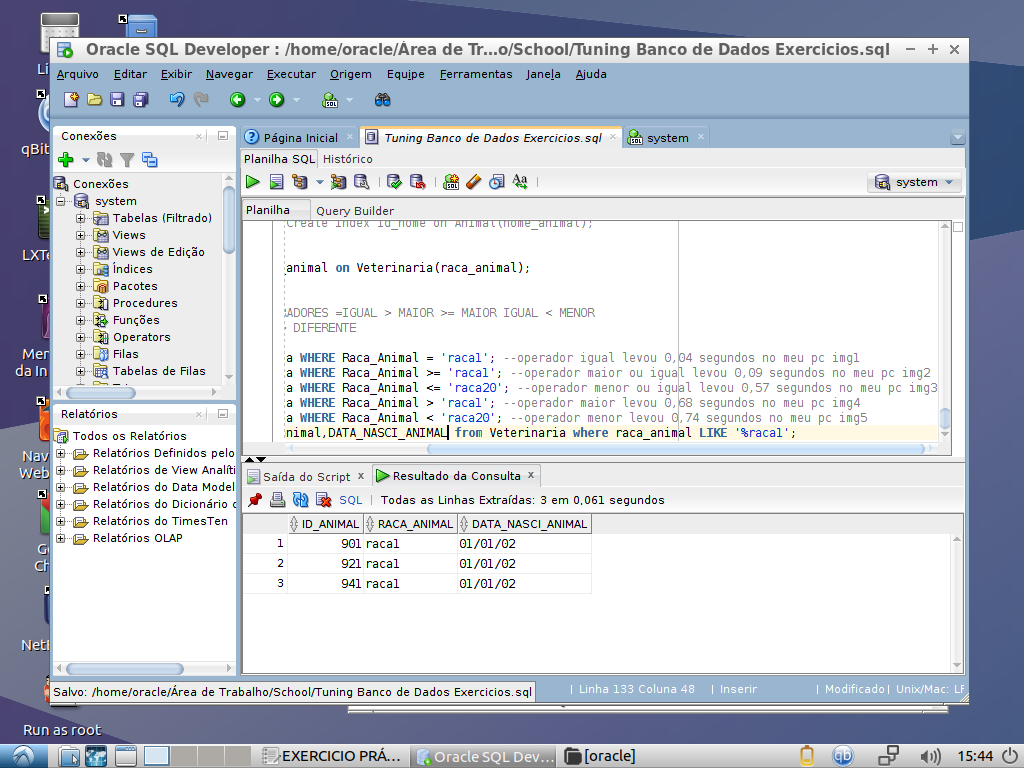 Oracle SQL Developer : /home/oracle/Área de Tr...o/School/Tuning Banco de Dados Exercicios.sql
Arquivo Editar Exibir Navegar Executar Origem Equipe Ferramentas Janela Ajuda
Conexões
Página Inicial
Tuning Banco de Dados Exercicios.sql
system
Planilha SQL Histórico
system
Planilha Query Builder
Conexões
system
Tabelas (Filtrado)
Views
Views de Edição
Índices
Pacotes
Procedures
Funções
Operators
Filas
Tabelas de Filas
Create index id_nome on Animal(nome_animal);
animal on Veterinaria(raca_animal);
ADORES =IGUAL > MAIOR >= MAIOR IGUAL < MENOR
DIFERENTE
a WHERE Raca_Animal = 'raca1'; --operador igual levou 0,04 segundos no meu pc img1
a WHERE Raca_Animal >= 'raca1'; --operador maior ou igual levou 0,09 segundos no meu pc img2
a WHERE Raca_Animal <= 'raca20'; --operador menor ou igual levou 0,57 segundos no meu pc img3
a WHERE Raca_Animal > 'raca1'; --operador maior levou 0,68 segundos no meu pc img4
a WHERE Raca_Animal < 'raca20'; --operador menor levou 0,74 segundos no meu pc img5
nimal,DATA_NASCI_ANIMAL from Veterinaria where raca_animal LIKE '%raca1';
Relatórios
Todos os Relatórios
Relatórios Definidos pelo
Relatórios de View Analíti
Relatórios do Data Model
Relatórios do Dicionário
Relatórios do TimesTen
Relatórios OLAP
Saída do Script x Resultado da Consulta x
SQL | Todas as Linhas Extraídas: 3 em 0,061 segundos
ID_ANIMAL RACA_ANIMAL DATA_NASCI_ANIMAL
1 901 raca1 01/01/02
2 921 raca1 01/01/02
3 941 raca1 01/01/02
Salvo: /home/oracle/Área de Trabalho/School/Tuning Banco de Dados Exercicios.sql
| Linha 133 Coluna 48 | Inserir | Modificado | Unix/Mac: LF
Li
qBit
LXTe
Men
da In
Nav
Web
G
Ch
NetB
Run as root
EXERCICIO PRÁ...
Oracle SQL Dev...
[oracle]
qb
15:44